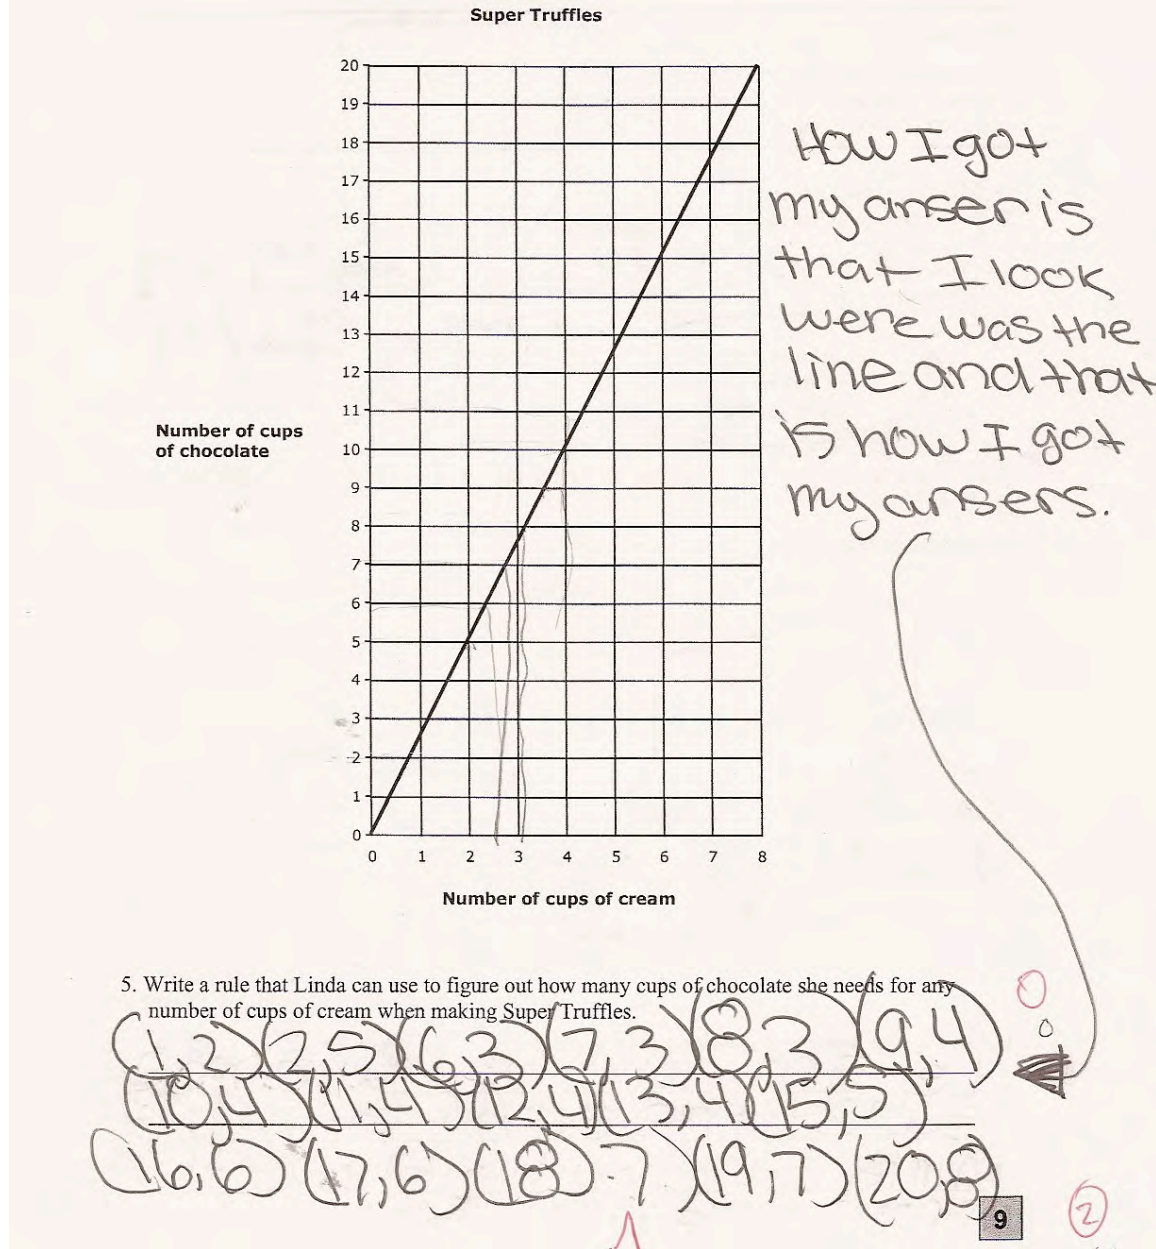 Super Truffles
20
19
18
17
16
15
14
13
12
11
10
9
8
7
6
5
4
3
2
1
0
Number of cups
of chocolate
0 1 2 3 4 5 6 7 8
Number of cups of cream
How I got
my anser is
that I look
were was the
line and that
is how I got
my ansers.
5. Write a rule that Linda can use to figure out how many cups of chocolate she needs for any
number of cups of cream when making Super Truffles.
0
0
(1,2)(2,5)(6,3)(7,3)(8,3)(9,4)
(10,4)(11,4)(12,4)(13,4)(15,5)
(16,6)(17,6)(18) 7)(19,7)(20,8)
9
2